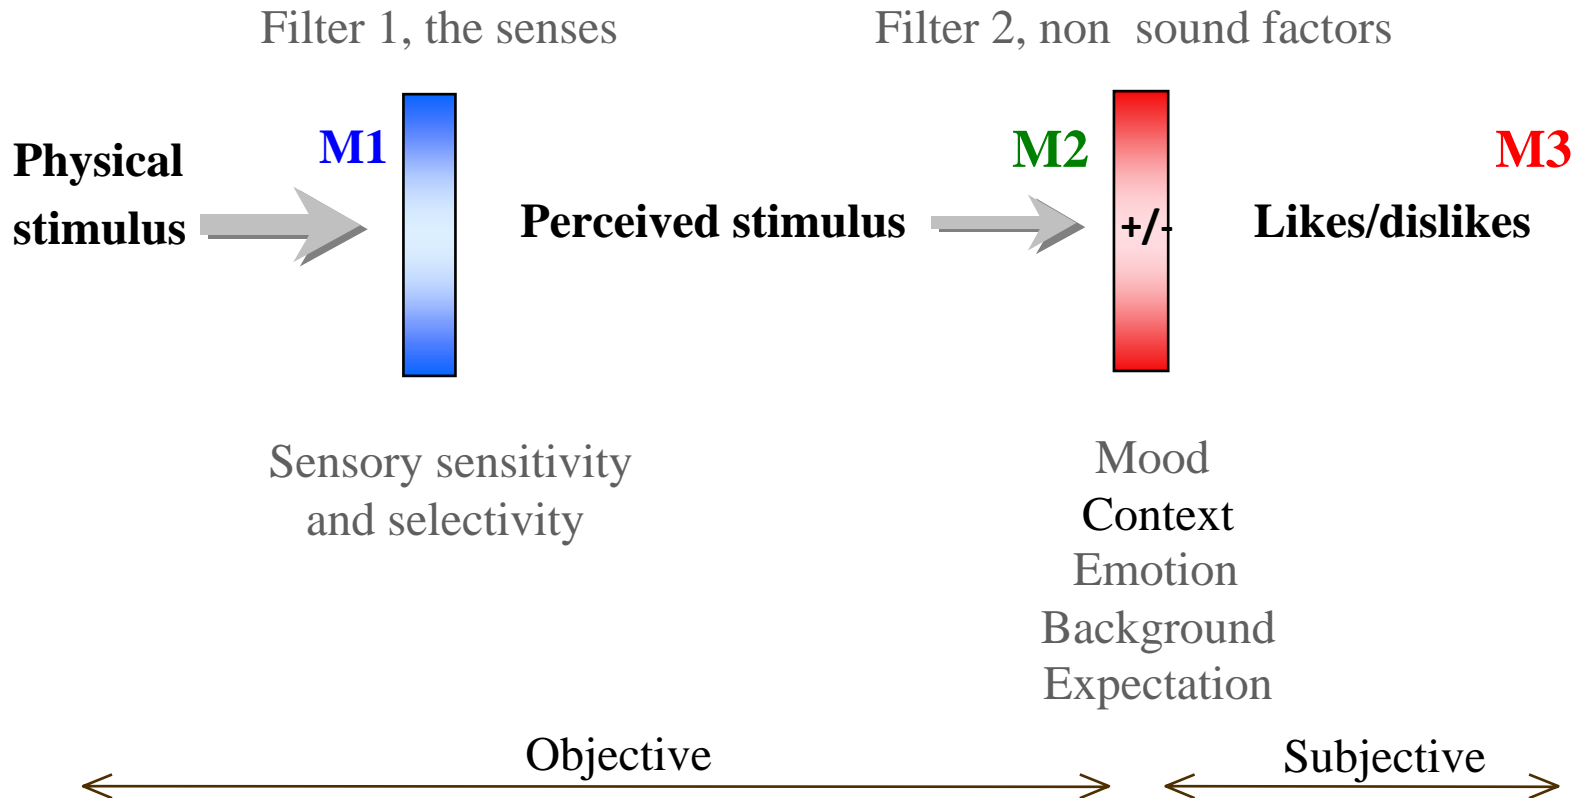 Filter 1, the senses
Filter 2, non sound factors
Physical
stimulus
M1
Perceived stimulus
M2
+/-
M3
Likes/dislikes
Sensory sensitivity
and selectivity
Mood
Context
Emotion
Background
Expectation
Objective
Subjective